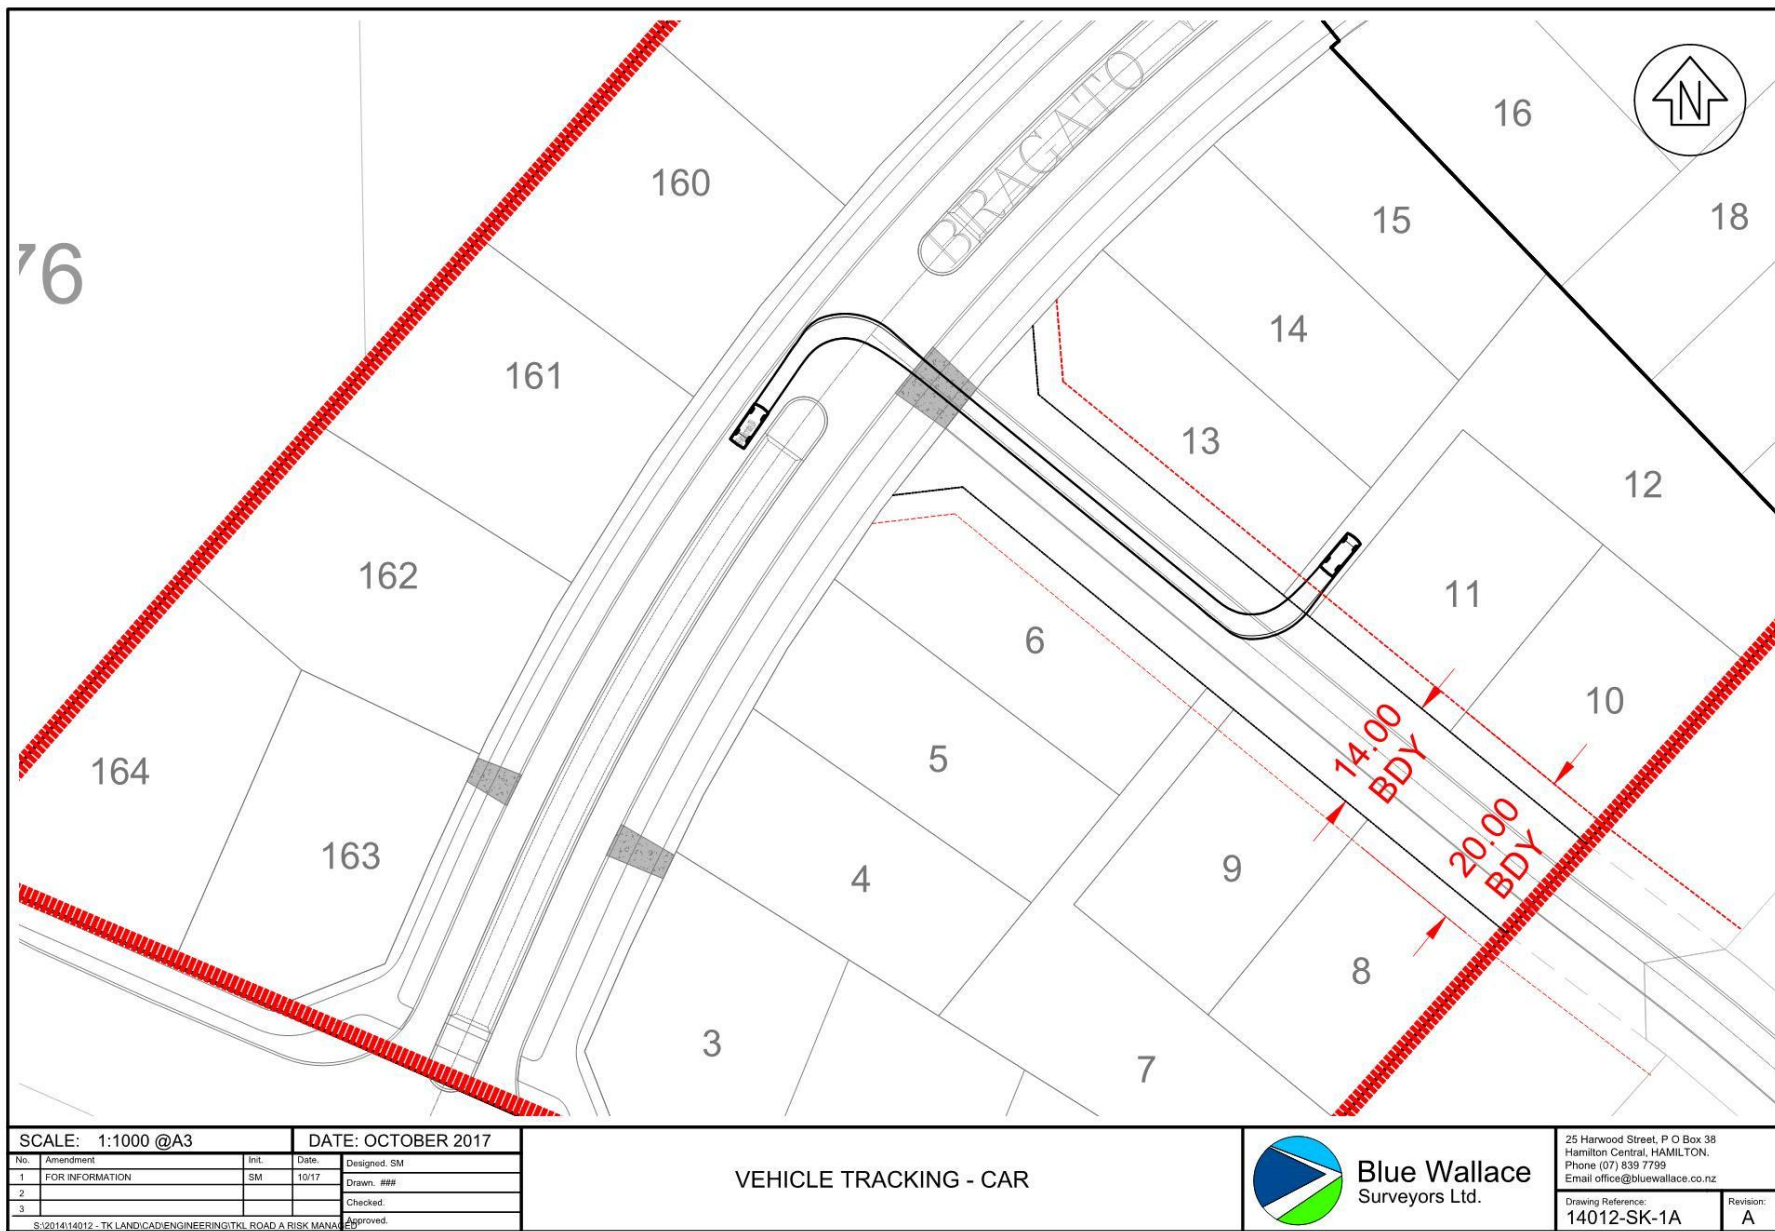 BRAGATO
16
160
15
18
76
14
161
13
12
162
11
6
10
14.00
BDY
5
164
20.00
BDY
163
9
4
8
3
7
SCALE: 1:1000 @A3
DATE: OCTOBER 2017
No. Amendment Init. Date.
1 FOR INFORMATION SM 10/17
2
3
Designed. SM
Drawn. ###
Checked.
Approved.
S:\2014\14012 - TK LAND\CAD\ENGINEERING\TKL ROAD A RISK MANAGED
VEHICLE TRACKING - CAR
Blue Wallace
Surveyors Ltd.
25 Harwood Street, P O Box 38
Hamilton Central, HAMILTON.
Phone (07) 839 7799
Email office@bluewallace.co.nz
Drawing Reference:
14012-SK-1A
Revision:
A
N